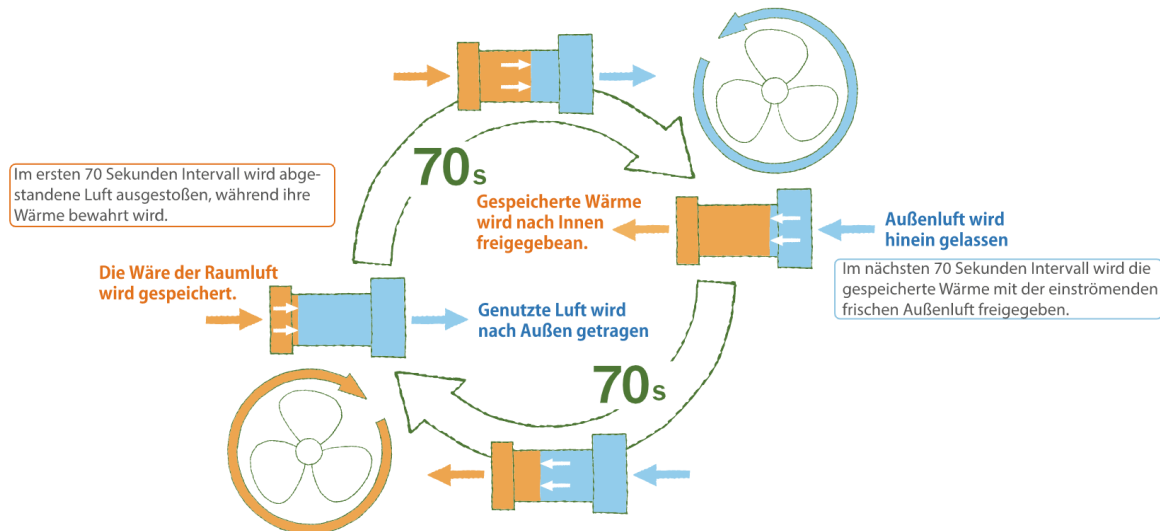 70s
Im ersten 70 Sekunden Intervall wird abge-
standene Luft ausgestoßen, während ihre
Wärme bewahrt wird.
Gespeicherte Wärme
wird nach Innen
freigegebean.
Außenluft wird
hinein gelassen
Im nächsten 70 Sekunden Intervall wird die
gespeicherte Wärme mit der einströmenden
frischen Außenluft freigegeben.
Die Wäre der Raumluft
wird gespeichert.
Genutzte Luft wird
nach Außen getragen
70s